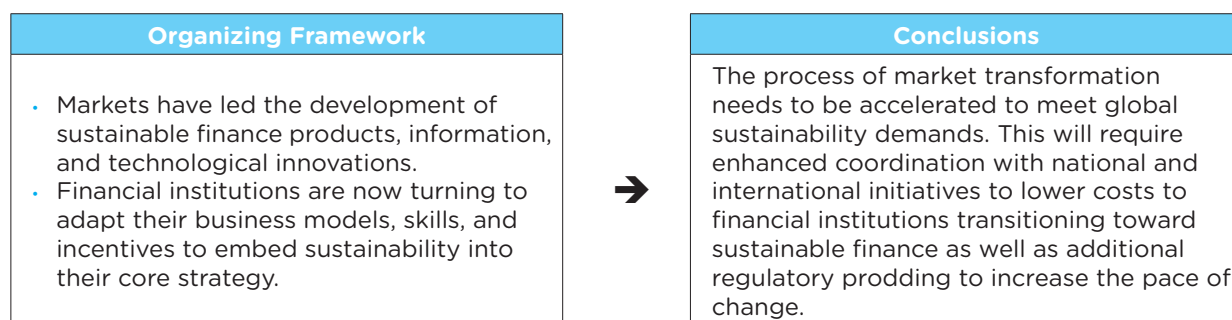 Organizing Framework
• Markets have led the development of
sustainable finance products, information,
and technological innovations.
• Financial institutions are now turning to
adapt their business models, skills, and
incentives to embed sustainability into
their core strategy.
➔
Conclusions
The process of market transformation
needs to be accelerated to meet global
sustainability demands. This will require
enhanced coordination with national and
international initiatives to lower costs to
financial institutions transitioning toward
sustainable finance as well as additional
regulatory prodding to increase the pace of
change.